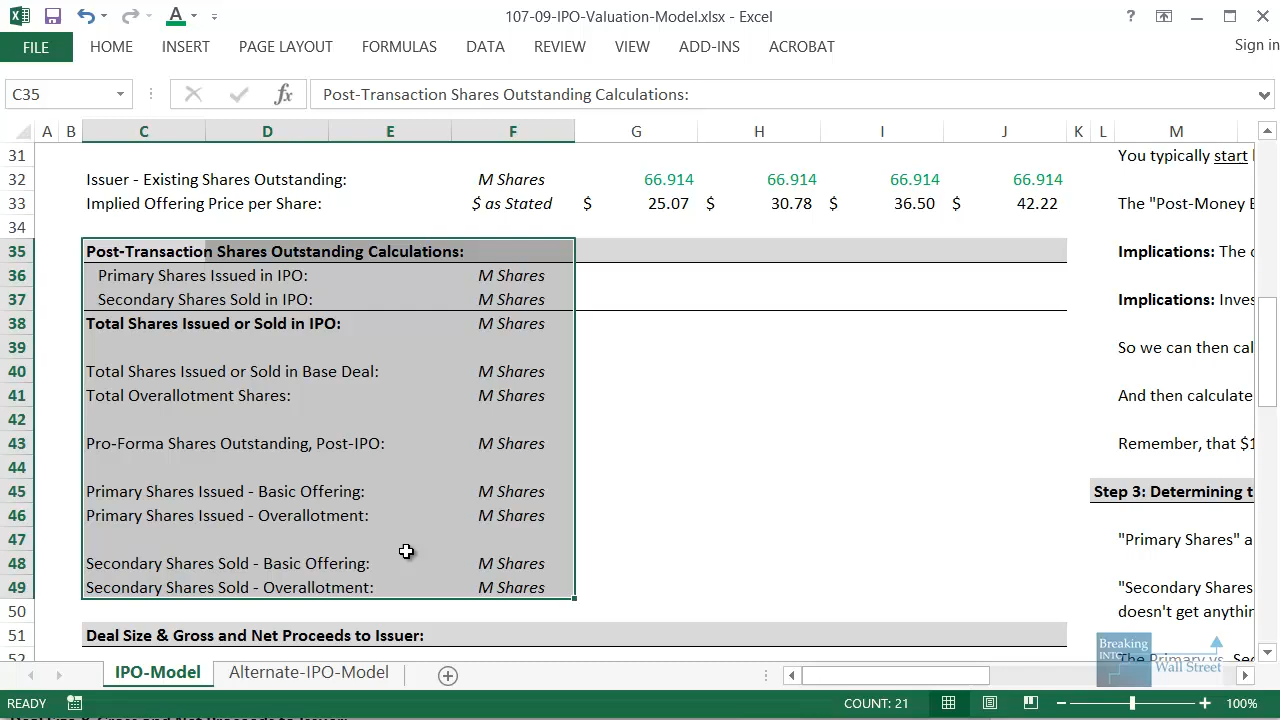 107-09-IPO-Valuation-Model.xlsx - Excel
FILE HOME INSERT PAGE LAYOUT FORMULAS DATA REVIEW VIEW ADD-INS ACROBAT Sign in
C35 fx Post-Transaction Shares Outstanding Calculations:
A B C D E F G H I J K L M
31 You typically start
32 Issuer - Existing Shares Outstanding: M Shares 66.914 66.914 66.914 66.914
33 Implied Offering Price per Share: $ as Stated $ 25.07 $ 30.78 $ 36.50 $ 42.22 The "Post-Money
34
35 Post-Transaction Shares Outstanding Calculations: Implications: The
36 Primary Shares Issued in IPO: M Shares
37 Secondary Shares Sold in IPO: M Shares Implications:
38 Total Shares Issued or Sold in IPO: M Shares
39 So we can then
40 Total Shares Issued or Sold in Base Deal: M Shares
41 Total Overallotment Shares: M Shares And then calculate
42
43 Pro-Forma Shares Outstanding, Post-IPO: M Shares Remember, that
44
45 Primary Shares Issued - Basic Offering: M Shares Step 3: Determining
46 Primary Shares Issued - Overallotment: M Shares
47 "Primary Shares"
48 Secondary Shares Sold - Basic Offering: M Shares
49 Secondary Shares Sold - Overallotment: M Shares "Secondary Shares
50 doesn't get
51 Deal Size & Gross and Net Proceeds to Issuer:
52 The Primary vs.
Breaking
INTO
Wall Street
IPO-Model Alternate-IPO-Model
READY COUNT: 21 100%